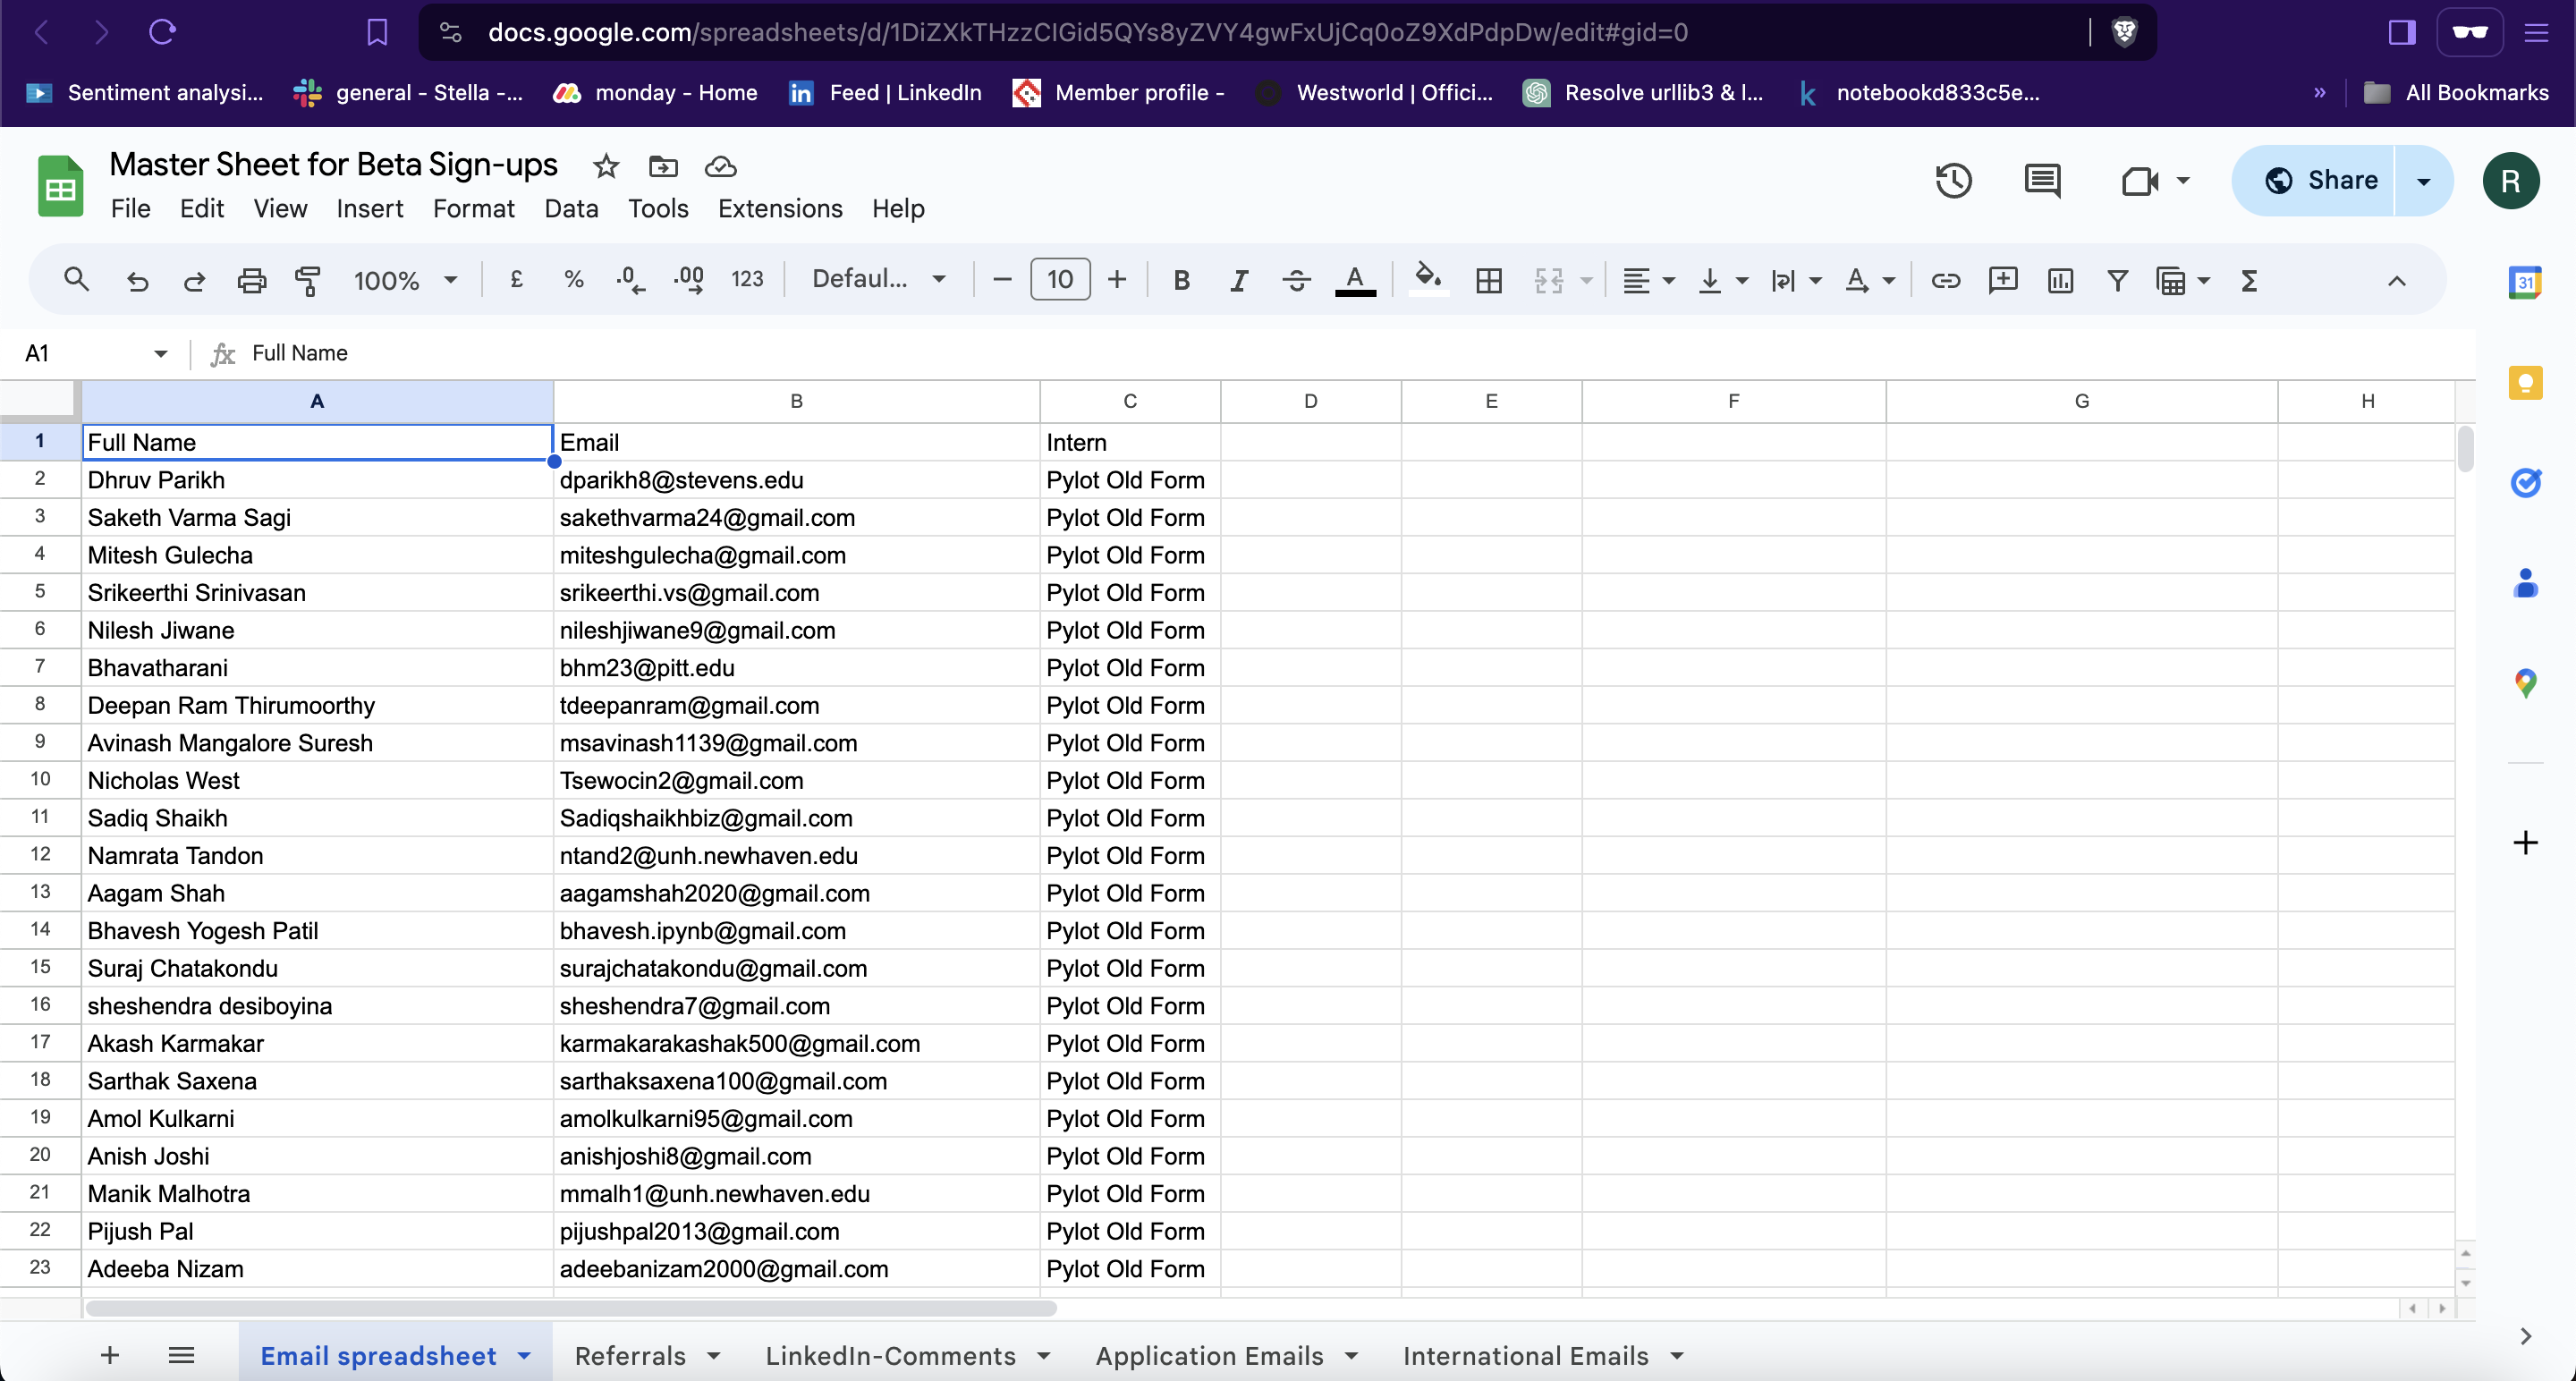 docs.google.com/spreadsheets/d/1DiZXkTHzzClGid5QYs8yZVY4gwFxUjCq0oZ9XdPdpDw/edit#gid=0
Sentiment analysi... general - Stella -... monday - Home Feed | LinkedIn Member profile - Westworld | Offici... Resolve urllib3 & l... notebookd833c5e... » All Bookmarks
Master Sheet for Beta Sign-ups
File Edit View Insert Format Data Tools Extensions Help
Share
R
100% £ % .0 .00 123 Defaul... 10 B I A A Σ
31
A1 fx Full Name
A B C D E F G H
1 Full Name Email Intern
2 Dhruv Parikh dparikh8@stevens.edu Pylot Old Form
3 Saketh Varma Sagi sakethvarma24@gmail.com Pylot Old Form
4 Mitesh Gulecha miteshgulecha@gmail.com Pylot Old Form
5 Srikeerthi Srinivasan srikeerthi.vs@gmail.com Pylot Old Form
6 Nilesh Jiwane nileshjiwane9@gmail.com Pylot Old Form
7 Bhavatharani bhm23@pitt.edu Pylot Old Form
8 Deepan Ram Thirumoorthy tdeepanram@gmail.com Pylot Old Form
9 Avinash Mangalore Suresh msavinash1139@gmail.com Pylot Old Form
10 Nicholas West Tsewocin2@gmail.com Pylot Old Form
11 Sadiq Shaikh Sadiqshaikhbiz@gmail.com Pylot Old Form
12 Namrata Tandon ntand2@unh.newhaven.edu Pylot Old Form
13 Aagam Shah aagamshah2020@gmail.com Pylot Old Form
14 Bhavesh Yogesh Patil bhavesh.ipynb@gmail.com Pylot Old Form
15 Suraj Chatakondu surajchatakondu@gmail.com Pylot Old Form
16 sheshendra desiboyina sheshendra7@gmail.com Pylot Old Form
17 Akash Karmakar karmakarakashak500@gmail.com Pylot Old Form
18 Sarthak Saxena sarthaksaxena100@gmail.com Pylot Old Form
19 Amol Kulkarni amolkulkarni95@gmail.com Pylot Old Form
20 Anish Joshi anishjoshi8@gmail.com Pylot Old Form
21 Manik Malhotra mmalh1@unh.newhaven.edu Pylot Old Form
22 Pijush Pal pijushpal2013@gmail.com Pylot Old Form
23 Adeeba Nizam adeebanizam2000@gmail.com Pylot Old Form
Email spreadsheet Referrals LinkedIn-Comments Application Emails International Emails